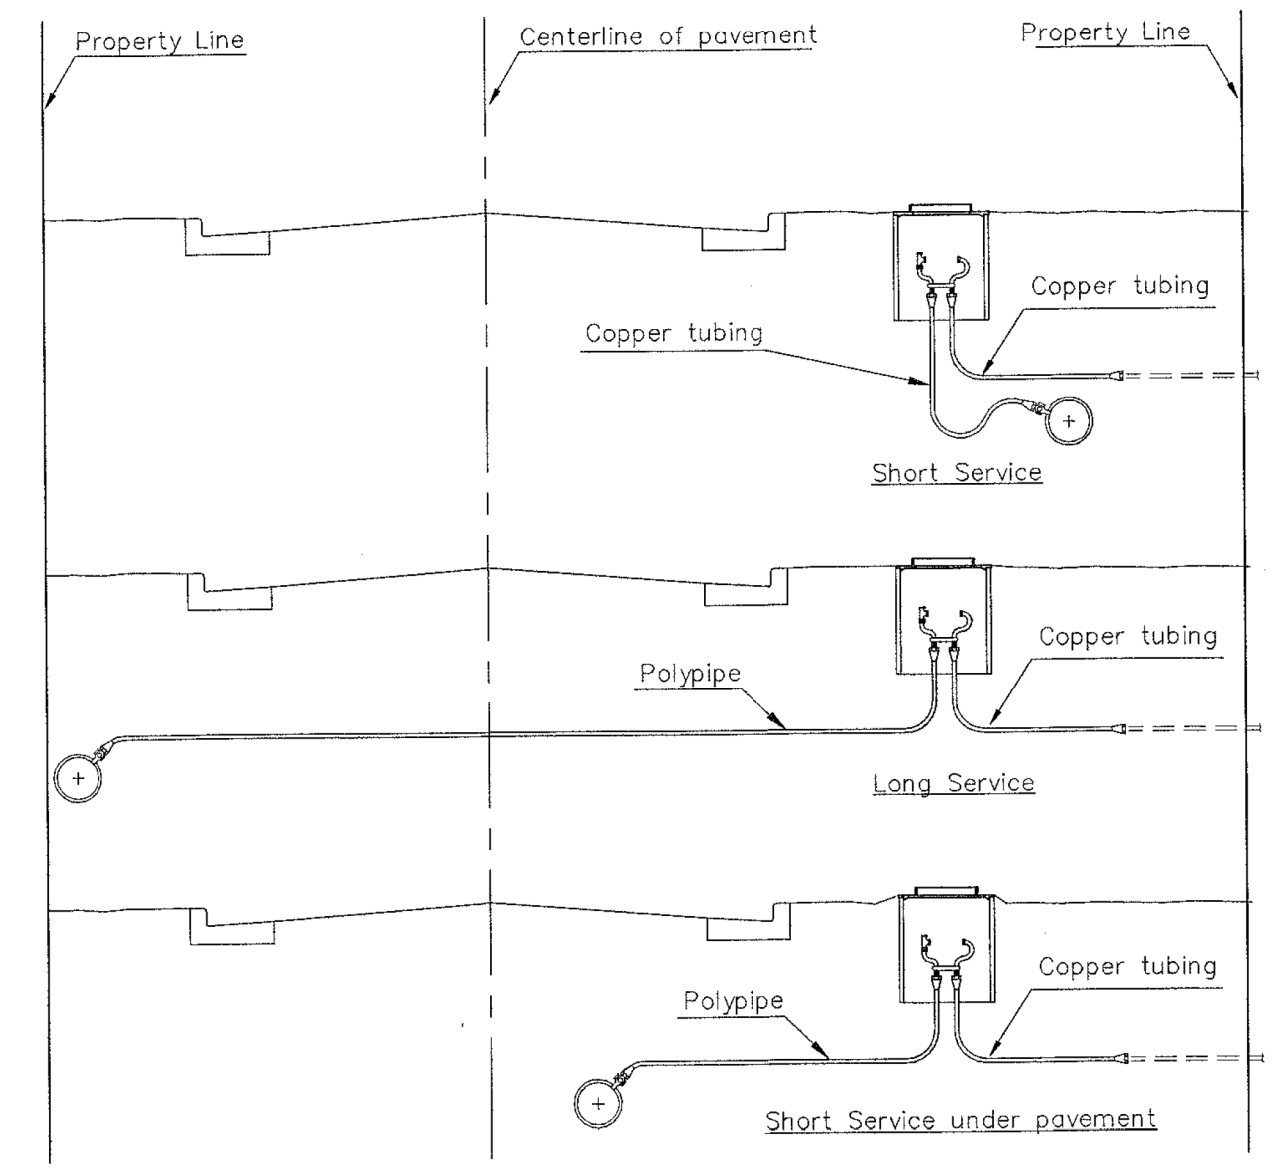 Property Line
Centerline of pavement
Property Line
Copper tubing
Copper tubing
Short Service
Copper tubing
Polypipe
Long Service
Copper tubing
Polypipe
Short Service under pavement